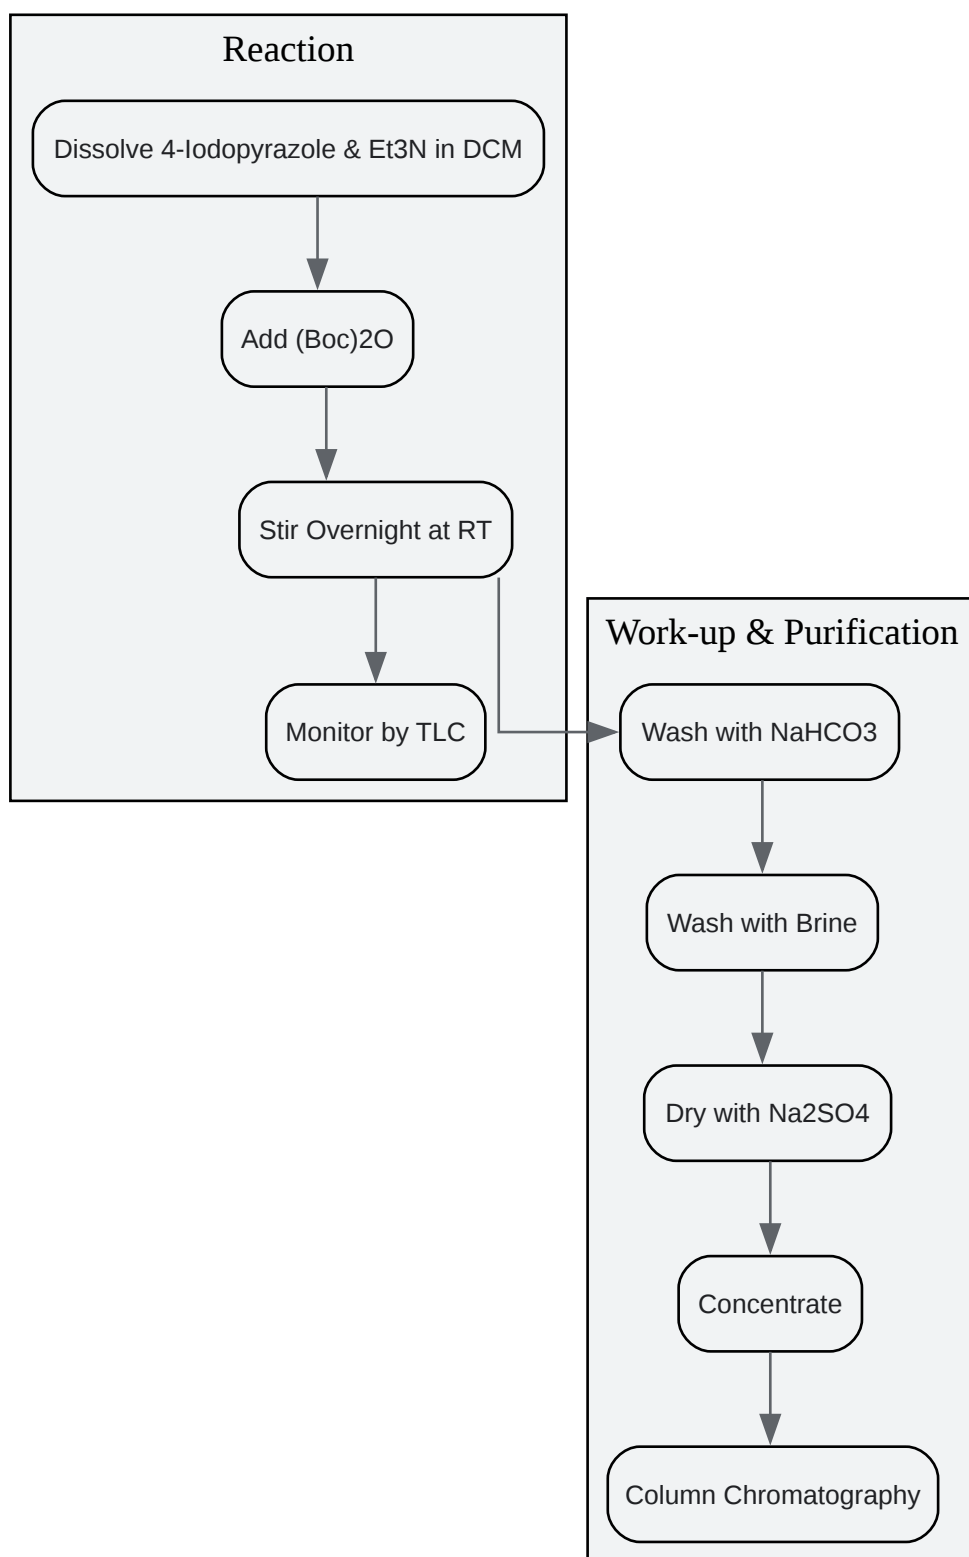 Reaction
Dissolve 4-Iodopyrazole & Et3N in DCM
Add (Boc)2O
Stir Overnight at RT
Monitor by TLC
Work-up & Purification
Wash with NaHCO3
Wash with Brine
Dry with Na2SO4
Concentrate
Column Chromatography